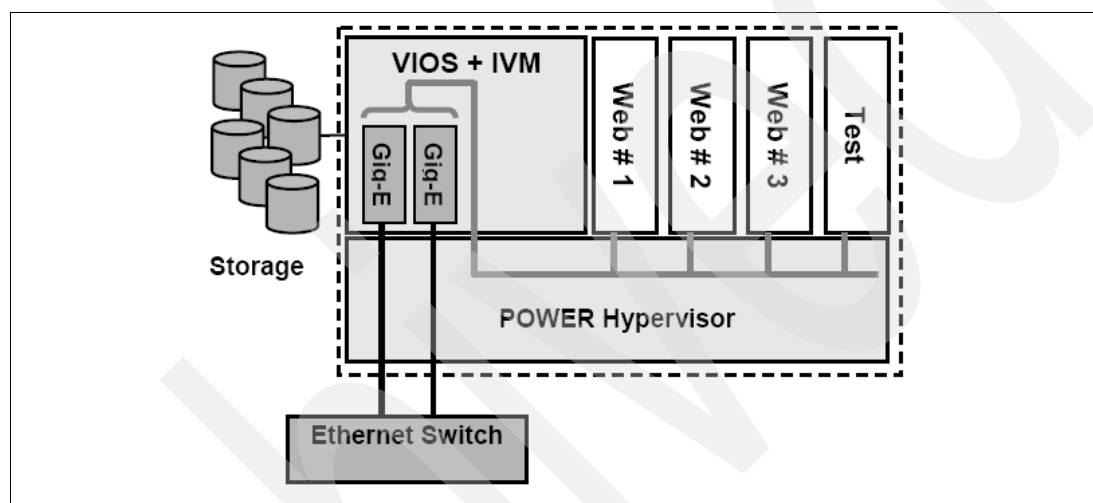 VIOS + IVM
Gig-E
Gig-E
Web # 1
Web # 2
Web # 3
Test
Storage
POWER Hypervisor
Ethernet Switch